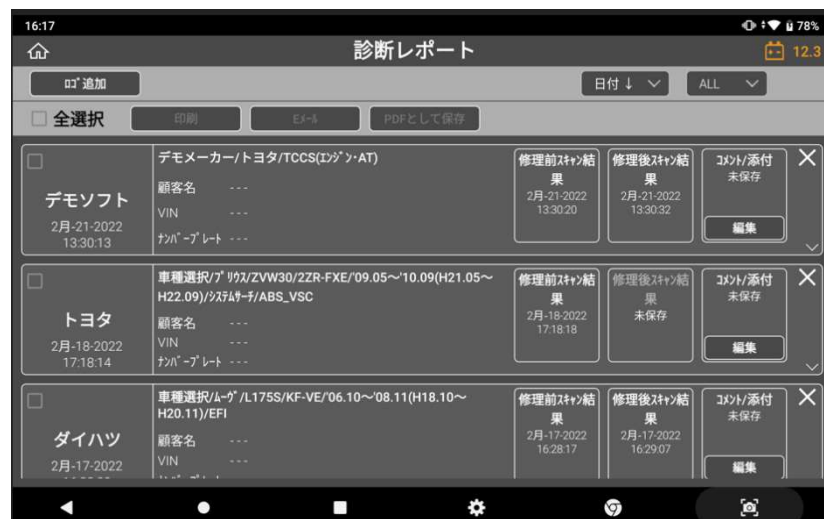 16:17
78%
診断レポート
12.3
ﾛｺﾞ追加
日付↓
ALL
全選択
印刷
Eﾒｰﾙ
PDFとして保存
デモメーカー/トヨタ/TCCS(ｴﾝｼﾞﾝ･AT)
デモソフト
2月-21-2022
13:30:13
顧客名 ---
VIN ---
ﾅﾝﾊﾞｰﾌﾟﾚｰﾄ ---
修理前ｽｷｬﾝ結
果
2月-21-2022
13:30:20
修理後ｽｷｬﾝ結
果
2月-21-2022
13:30:32
ｺﾒﾝﾄ/添付
未保存
編集
車種選択/ﾌﾟﾘｳｽ/ZVW30/2ZR-FXE/'09.05～'10.09(H21.05～
H22.09)/ｼｽﾃﾑｻｰﾁ/ABS_VSC
トヨタ
2月-18-2022
17:18:14
顧客名 ---
VIN ---
ﾅﾝﾊﾞｰﾌﾟﾚｰﾄ ---
修理前ｽｷｬﾝ結
果
2月-18-2022
17:18:18
修理後ｽｷｬﾝ結
果
未保存
ｺﾒﾝﾄ/添付
未保存
編集
車種選択/ﾑｰｳﾞ/L175S/KF-VE/'06.10～'08.11(H18.10～
H20.11)/EFI
ダイハツ
2月-17-2022
顧客名 ---
VIN ---
修理前ｽｷｬﾝ結
果
2月-17-2022
16:28:17
修理後ｽｷｬﾝ結
果
2月-17-2022
16:29:07
ｺﾒﾝﾄ/添付
未保存
編集